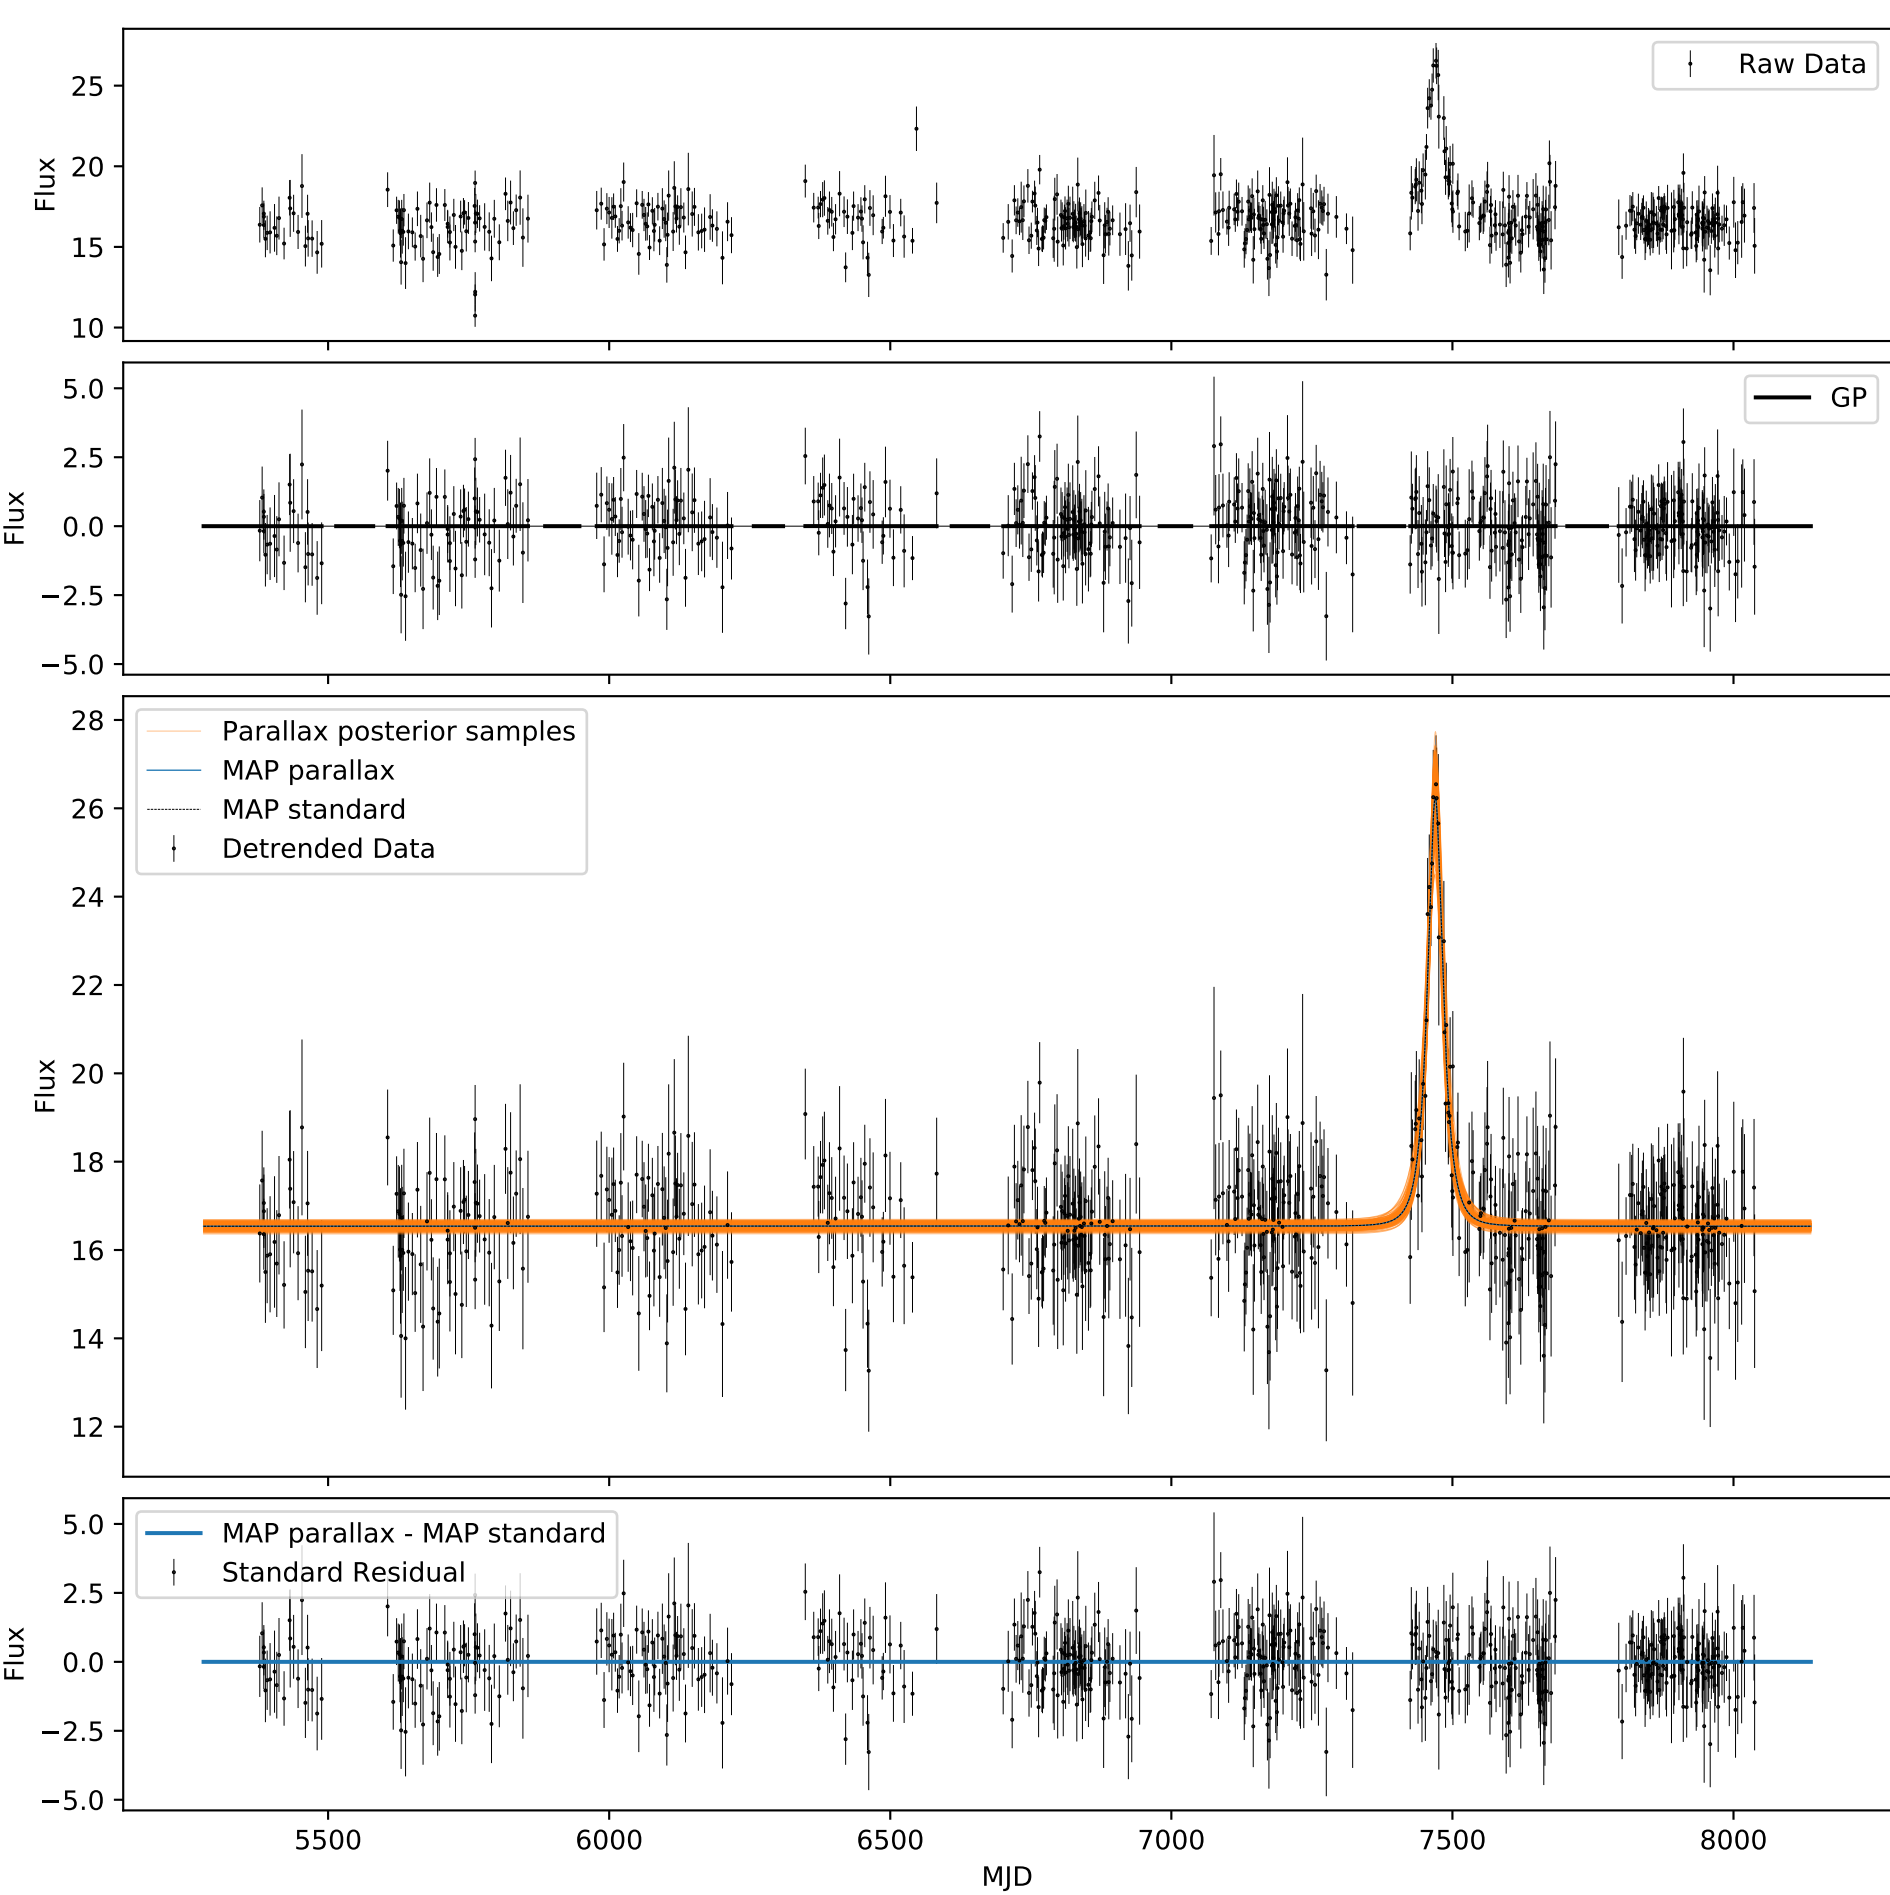 Flux
25
20
15
10
Raw Data
Flux
5.0
2.5
0.0
−2.5
−5.0
GP
Flux
28
26
24
22
20
18
16
14
12
Parallax posterior samples
MAP parallax
MAP standard
Detrended Data
Flux
5.0
2.5
0.0
−2.5
−5.0
MAP parallax - MAP standard
Standard Residual
5500 6000 6500 7000 7500 8000
MJD